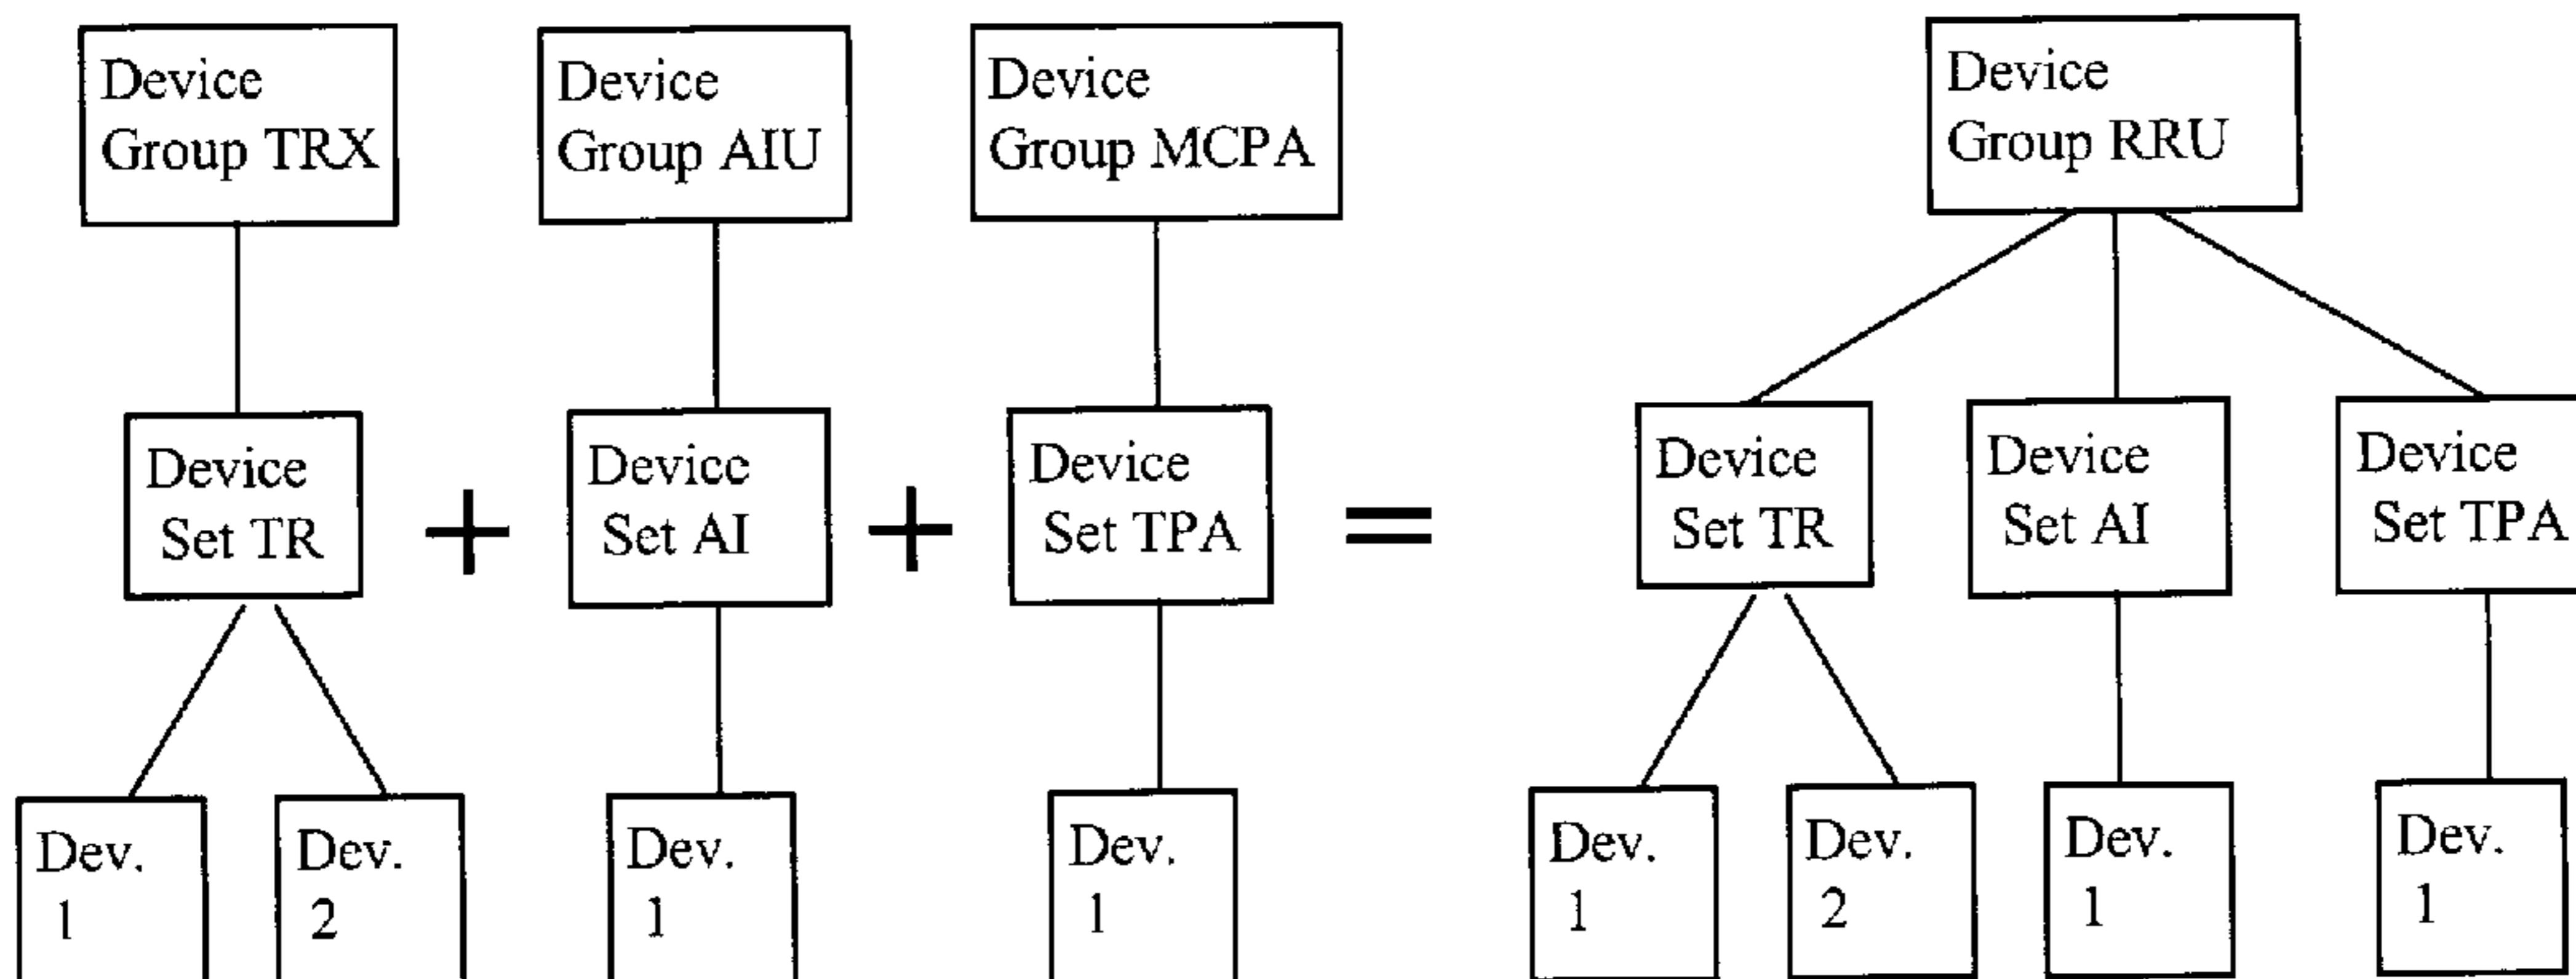 Device
Group TRX
Device
Group AIU
Device
Group MCPA
Device
Group RRU
Device
Set TR
+
Device
Set AI
+
Device
Set TPA
=
Device
Set TR
Device
Set AI
Device
Set TPA
Dev.
1
Dev.
2
Dev.
1
Dev.
1
Dev.
1
Dev.
2
Dev.
1
Dev.
1